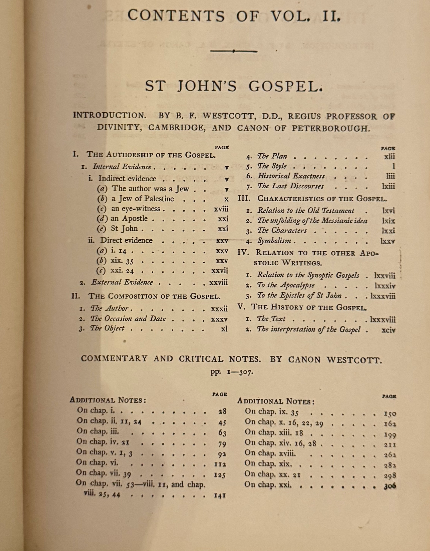 CONTENTS OF VOL. II.
ST JOHN'S GOSPEL.
INTRODUCTION. BY B. F. WESTCOTT, D.D., REGIUS PROFESSOR OF
DIVINITY, CAMBRIDGE, AND CANON OF PETERBOROUGH.
PAGE
I. THE AUTHORSHIP OF THE GOSPEL.
1. Internal Evidence . . . . . v
i. Indirect evidence . . . . v
(a) The author was a Jew . . v
(b) a Jew of Palestine . . . x
(c) an eye-witness . . . . xviii
(d) an Apostle . . . . xxi
(e) St John . . . . xxi
ii. Direct evidence . . . . xxv
(a) i. 14 . . . . . xxv
(b) xix. 35 . . . . . xxv
(c) xxi. 24 . . . . . xxvij
2. External Evidence . . . . xxviii
II. THE COMPOSITION OF THE GOSPEL.
1. The Author . . . . . xxxii
2. The Occasion and Date . . . xxxv
3. The Object . . . . . xl
PAGE
4. The Plan . . . . . xlii
5. The Style . . . . . l
6. Historical Exactness . . . liii
7. The Last Discourses . . . lxiii
III. CHARACTERISTICS OF THE GOSPEL.
1. Relation to the Old Testament . lxvi
2. The unfolding of the Messianic idea lxix
3. The Characters . . . . lxxi
4. Symbolism . . . . . lxxv
IV. RELATION TO THE OTHER APO-
STOLIC WRITINGS.
1. Relation to the Synoptic Gospels . lxxviii
2. To the Apocalypse . . . . lxxxiv
3. To the Epistles of St John . . lxxxviii
V. THE HISTORY OF THE GOSPEL.
1. The Text . . . . . lxxxviii
2. The interpretation of the Gospel . xciv
COMMENTARY AND CRITICAL NOTES. BY CANON WESTCOTT.
pp. 1—307.
ADDITIONAL NOTES: PAGE
On chap. i. . . . . . . 28
On chap. ii. 11, 24 . . . . . 45
On chap. iii. . . . . . . 63
On chap. iv. 21 . . . . . 79
On chap. v. 1, 3 . . . . . 92
On chap. vi. . . . . . . 112
On chap. vii. 39 . . . . . 125
On chap. vii. 53—viii. 11, and chap.
viii. 25, 44 . . . . . . 141
ADDITIONAL NOTES: PAGE
On chap. ix. 35 . . . . . 150
On chap. x. 16, 22, 29 . . . . 162
On chap. xiii. 18 . . . . . 199
On chap. xiv. 16, 28 . . . . . 211
On chap. xviii. . . . . . . 262
On chap. xix. . . . . . . 282
On chap. xx. 21 . . . . . 298
On chap. xxi. . . . . . . 306